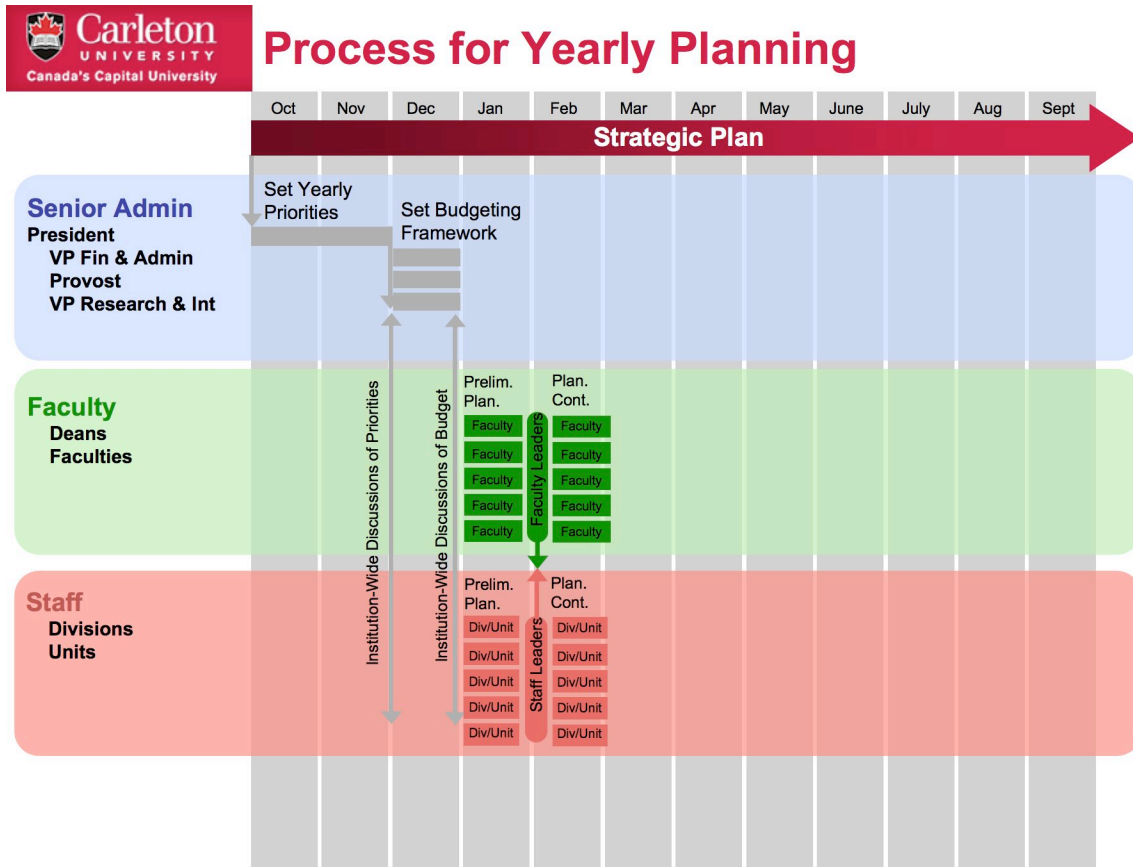 Carleton
UNIVERSITY
Canada's Capital University
Process for Yearly Planning
Oct Nov Dec Jan Feb Mar Apr May June July Aug Sept
Strategic Plan
Senior Admin
President
VP Fin & Admin
Provost
VP Research & Int
Set Yearly
Priorities
Set Budgeting
Framework
Institution-Wide Discussions of Priorities
Institution-Wide Discussions of Budget
Faculty
Deans
Faculties
Prelim.
Plan.
Faculty
Faculty
Faculty
Faculty
Faculty
Faculty Leaders
Plan.
Cont.
Faculty
Faculty
Faculty
Faculty
Faculty
Staff
Divisions
Units
Prelim.
Plan.
Div/Unit
Div/Unit
Div/Unit
Div/Unit
Div/Unit
Staff Leaders
Plan.
Cont.
Div/Unit
Div/Unit
Div/Unit
Div/Unit
Div/Unit